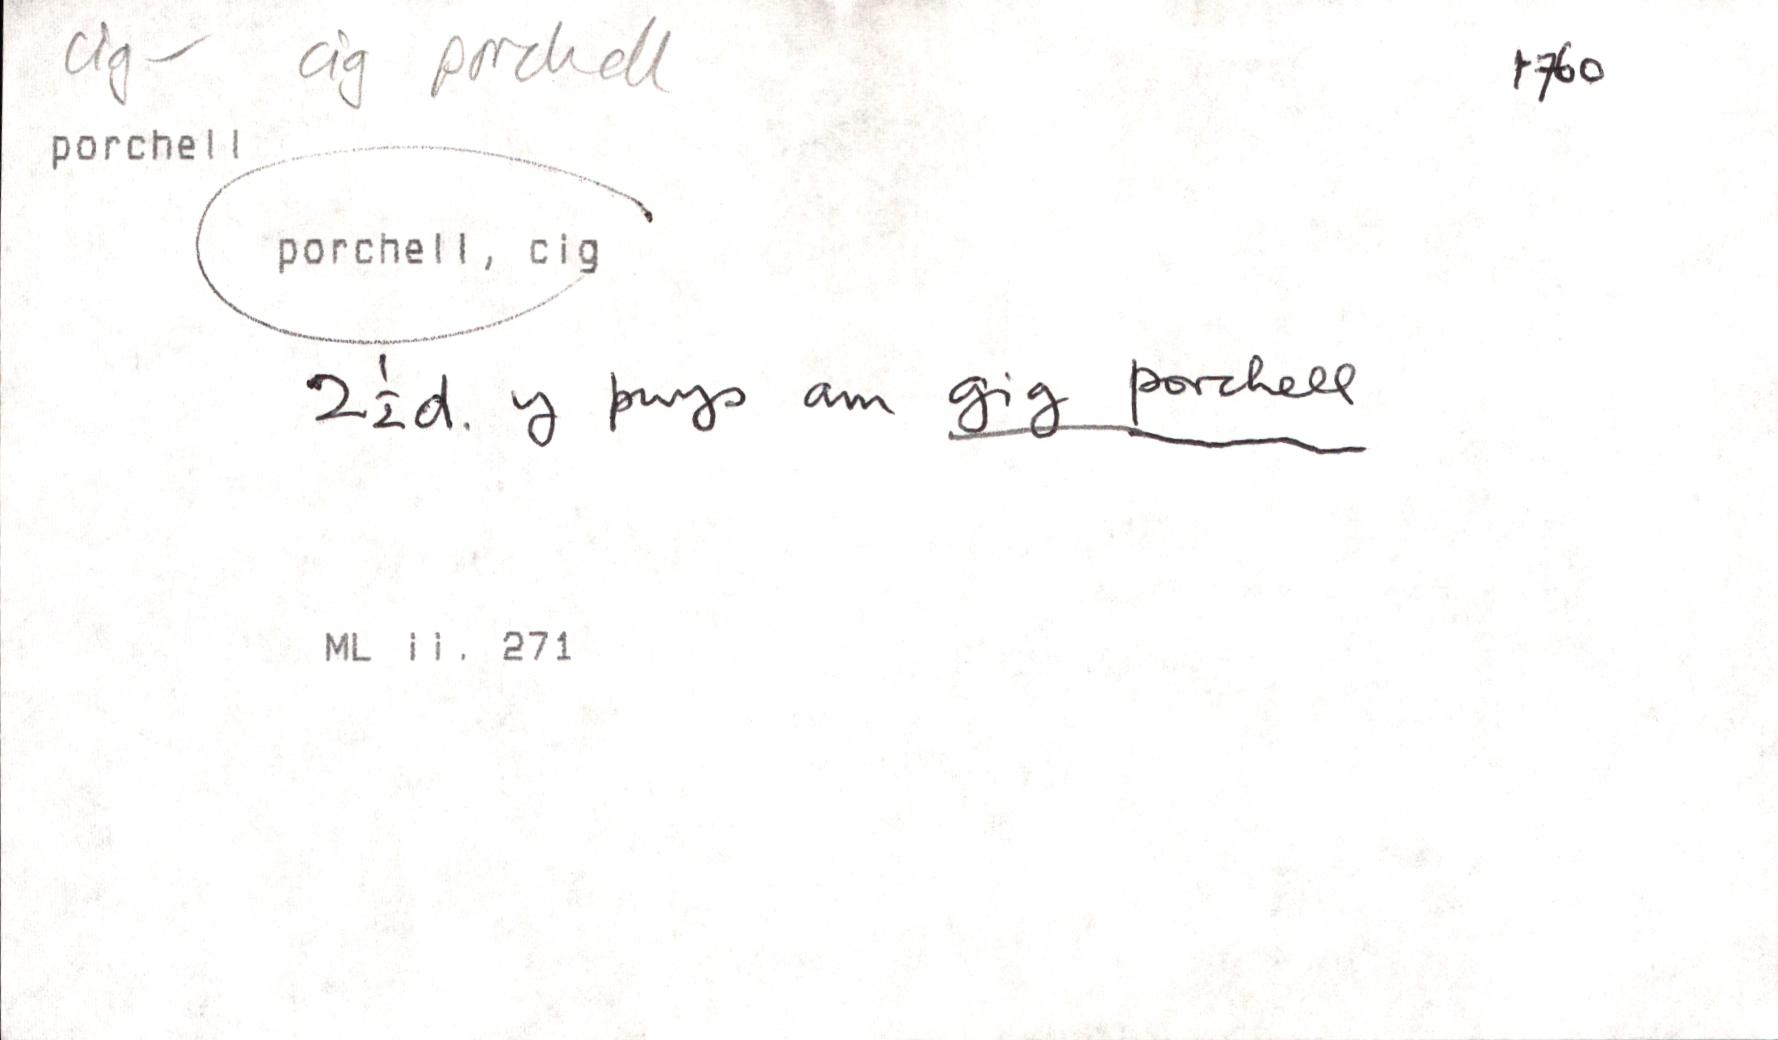 cig- cig porchell
1760
porchell
porchell, cig
2½d. y pwys am gig porchell
ML ii. 271